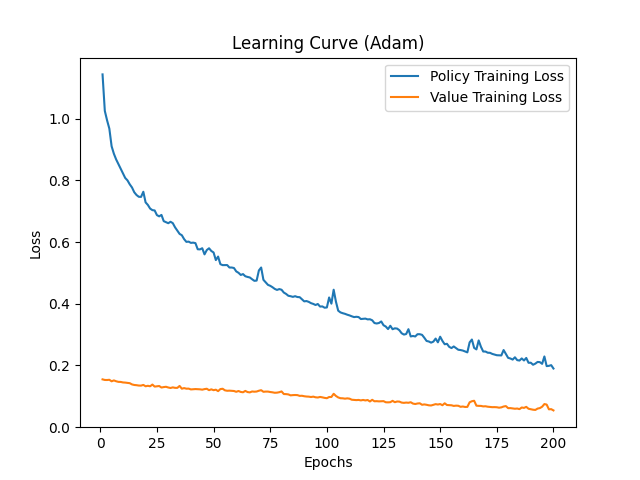 Learning Curve (Adam)
Policy Training Loss
Value Training Loss
1.0
0.8
0.6
0.4
0.2
0.0
Loss
0 25 50 75 100 125 150 175 200
Epochs